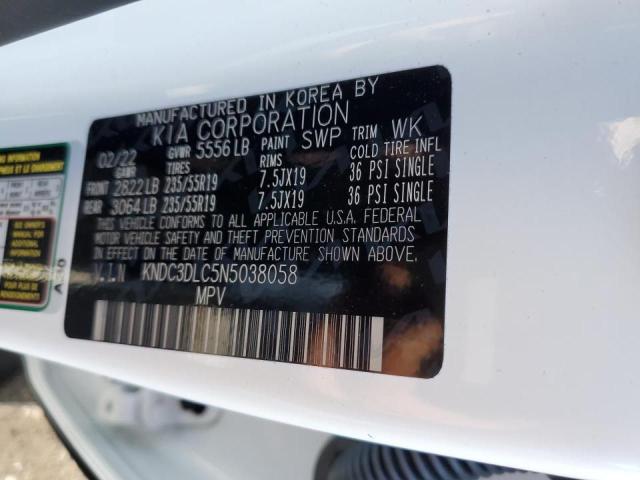 MANUFACTURED IN KOREA BY
KIA CORPORATION
02/22 GVWR 5556 LB PAINT SWP TRIM WK
GAWR TIRES RIMS COLD TIRE INFL
FRONT 2822 LB 235/55R19 7.5JX19 36 PSI SINGLE
REAR 3064 LB 235/55R19 7.5JX19 36 PSI SINGLE
THIS VEHICLE CONFORMS TO ALL APPLICABLE U.S.A. FEDERAL
MOTOR VEHICLE SAFETY AND THEFT PREVENTION STANDARDS
IN EFFECT ON THE DATE OF MANUFACTURE SHOWN ABOVE.
V.I.N KNDC3DLC5N5038058
MPV